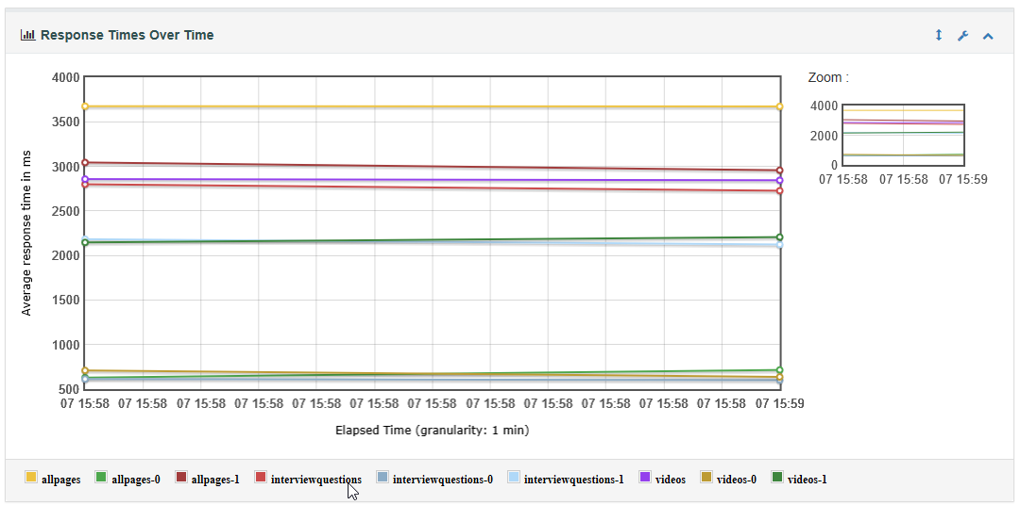 Response Times Over Time
Zoom :
4000
3500
3000
2500
2000
1500
1000
500
Average response time in ms
07 15:58 07 15:58 07 15:58 07 15:58 07 15:58 07 15:58 07 15:58 07 15:58 07 15:58 07 15:58 07 15:58 07 15:58 07 15:59
Elapsed Time (granularity: 1 min)
4000
2000
0
07 15:58 07 15:58 07 15:59
allpages allpages-0 allpages-1 interviewquestions interviewquestions-0 interviewquestions-1 videos videos-0 videos-1